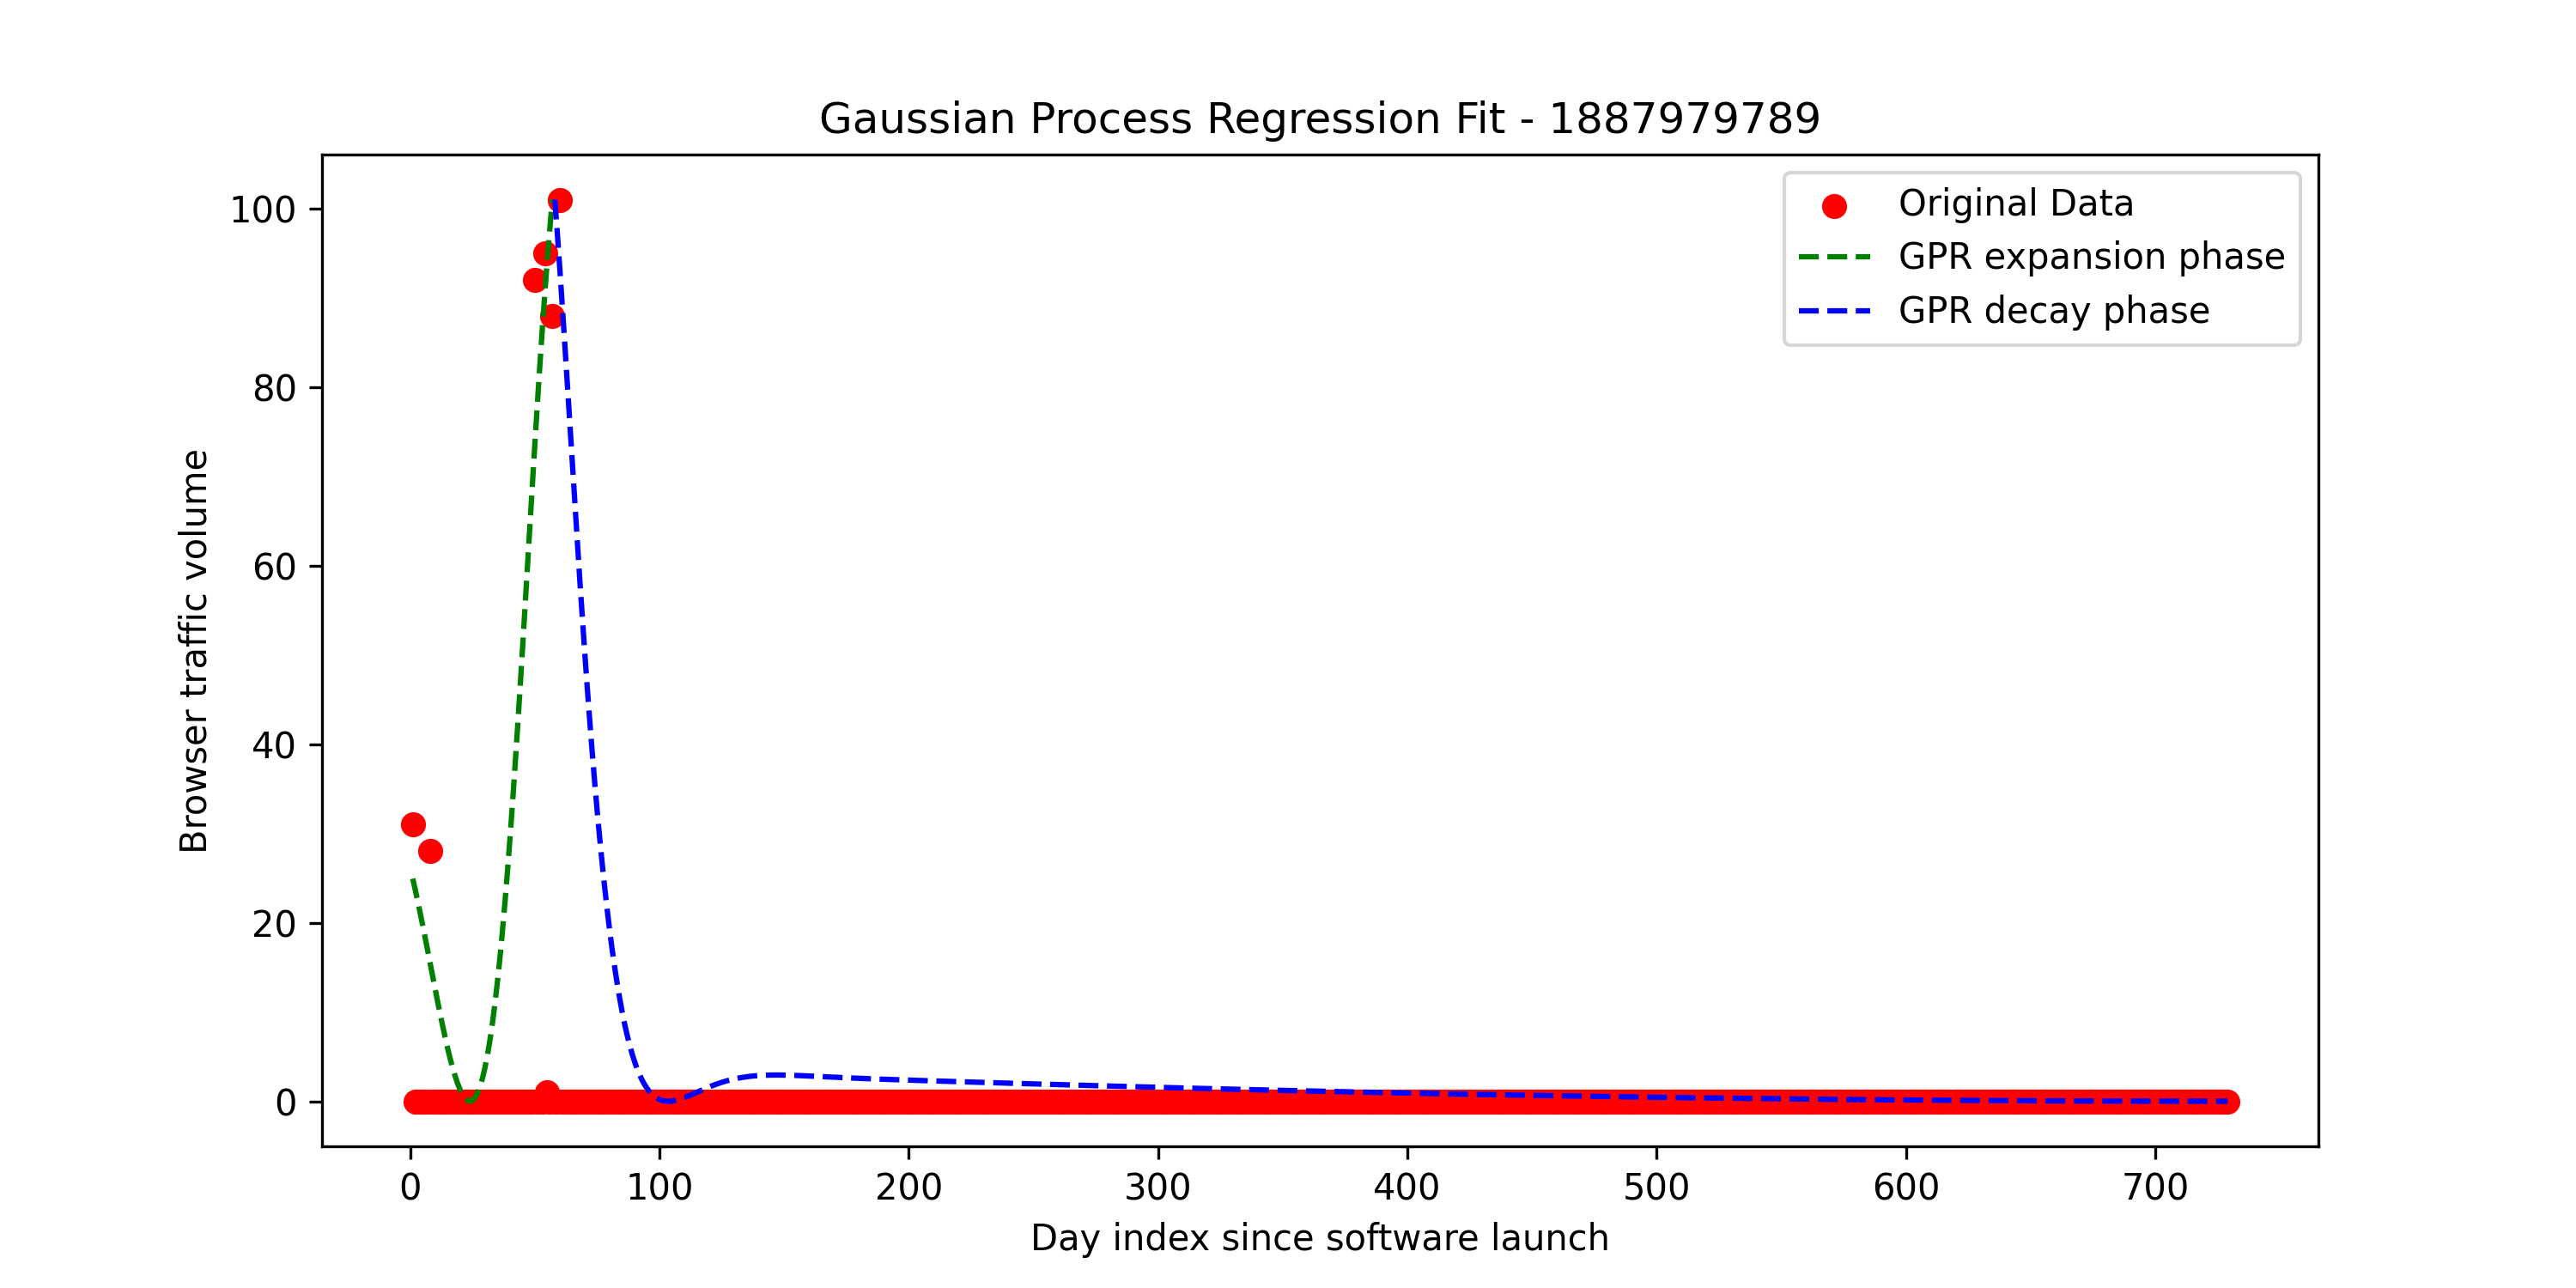 Gaussian Process Regression Fit - 1887979789
Original Data
GPR expansion phase
GPR decay phase
Browser traffic volume
100
80
60
40
20
0
0 100 200 300 400 500 600 700
Day index since software launch